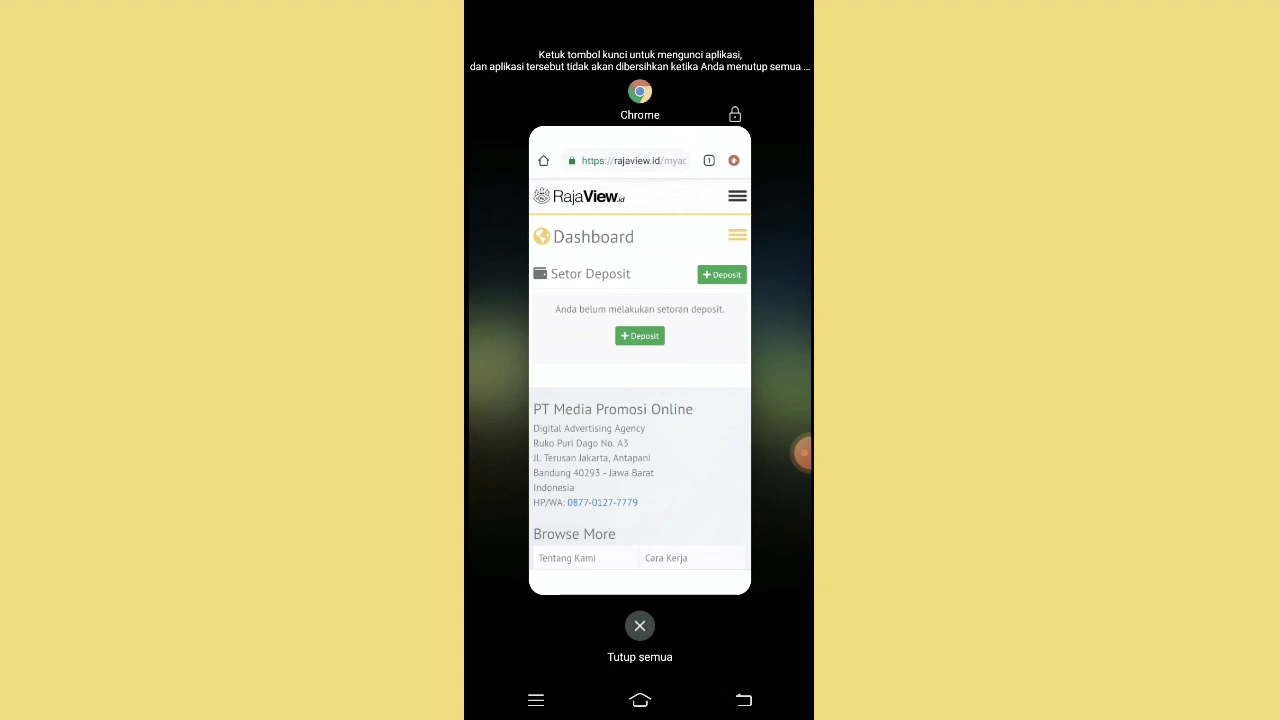 Ketuk tombol kunci untuk mengunci aplikasi,
dan aplikasi tersebut tidak akan dibersihkan ketika Anda menutup semua ...
Chrome
https://rajaview.id/myac
1
RajaView.id
Dashboard
Setor Deposit
+ Deposit
Anda belum melakukan setoran deposit.
+ Deposit
PT Media Promosi Online
Digital Advertising Agency
Ruko Puri Dago No. A3
Jl. Terusan Jakarta, Antapani
Bandung 40293 - Jawa Barat
Indonesia
HP/WA: 0877-0127-7779
Browse More
Tentang Kami
Cara Kerja
Tutup semua